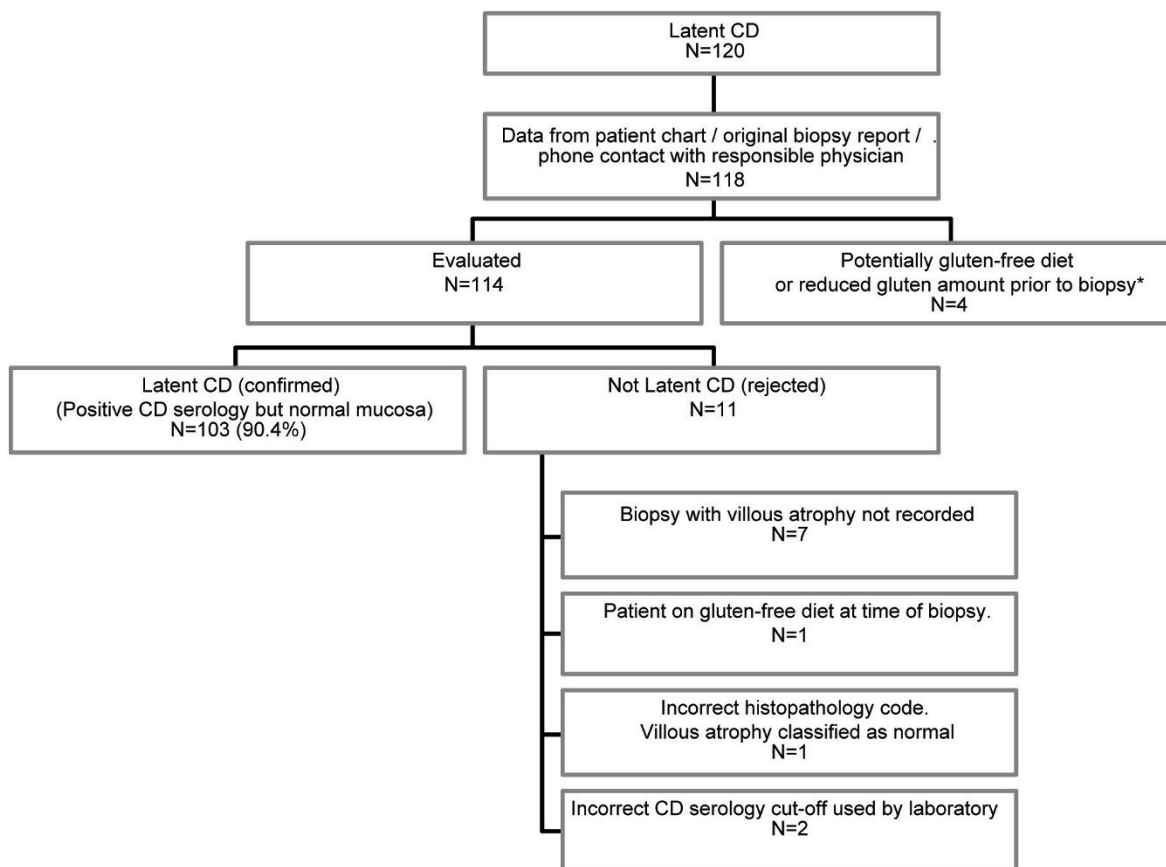 Latent CD
N=120
Data from patient chart / original biopsy report / .
phone contact with responsible physician
N=118
Evaluated
N=114
Potentially gluten-free diet
or reduced gluten amount prior to biopsy*
N=4
Latent CD (confirmed)
(Positive CD serology but normal mucosa)
N=103 (90.4%)
Not Latent CD (rejected)
N=11
Biopsy with villous atrophy not recorded
N=7
Patient on gluten-free diet at time of biopsy.
N=1
Incorrect histopathology code.
Villous atrophy classified as normal
N=1
Incorrect CD serology cut-off used by laboratory
N=2